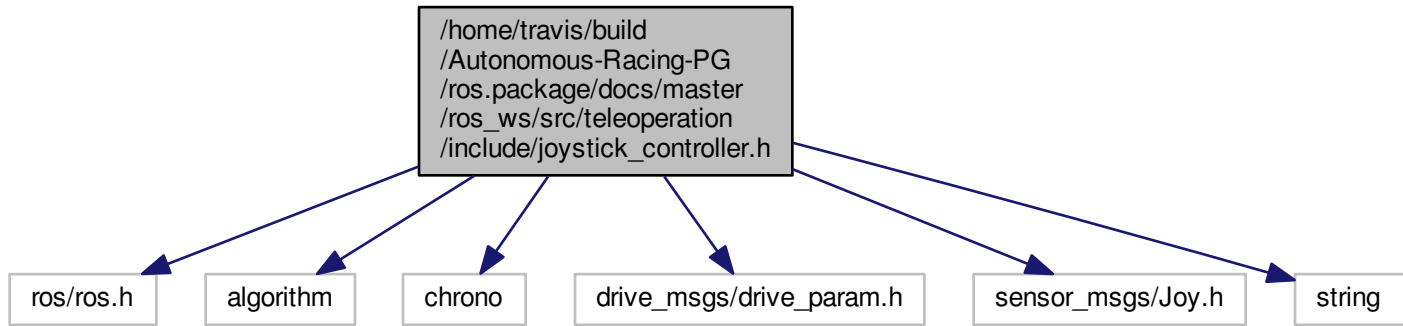 /home/travis/build
/Autonomous-Racing-PG
/ros.package/docs/master
/ros_ws/src/teleoperation
/include/joystick_controller.h
ros/ros.h
algorithm
chrono
drive_msgs/drive_param.h
sensor_msgs/Joy.h
string